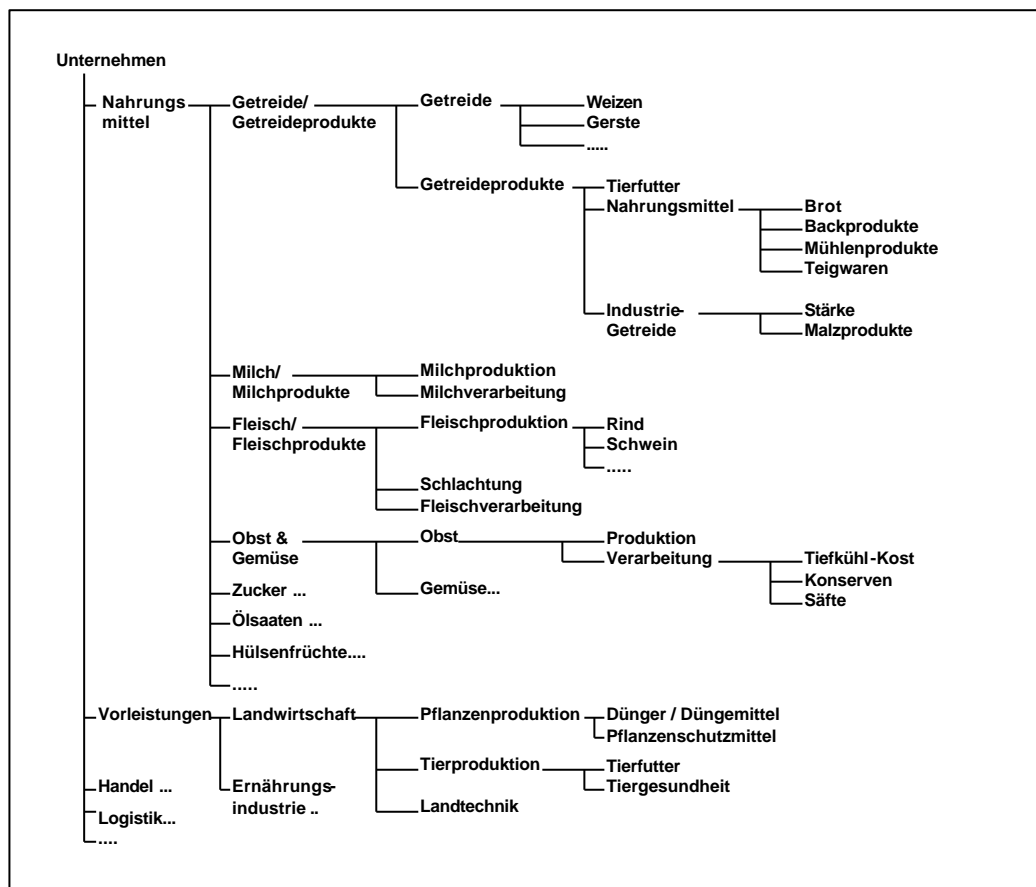 Unternehmen
Nahrungs
mittel
Getreide/
Getreideprodukte
Getreide
Weizen
Gerste
.....
Getreideprodukte
Tierfutter
Nahrungsmittel
Brot
Backprodukte
Mühlenprodukte
Teigwaren
Industrie-
Getreide
Stärke
Malzprodukte
Milch/
Milchprodukte
Milchproduktion
Milchverarbeitung
Fleisch/
Fleischprodukte
Fleischproduktion
Rind
Schwein
.....
Schlachtung
Fleischverarbeitung
Obst &
Gemüse
Obst
Produktion
Verarbeitung
Tiefkühl-Kost
Konserven
Säfte
Gemüse...
Zucker ...
Ölsaaten ...
Hülsenfrüchte....
.....
Vorleistungen
Landwirtschaft
Pflanzenproduktion
Dünger / Düngemittel
Pflanzenschutzmittel
Tierproduktion
Tierfutter
Tiergesundheit
Landtechnik
Ernährungs-
industrie ..
Handel ...
Logistik...
....